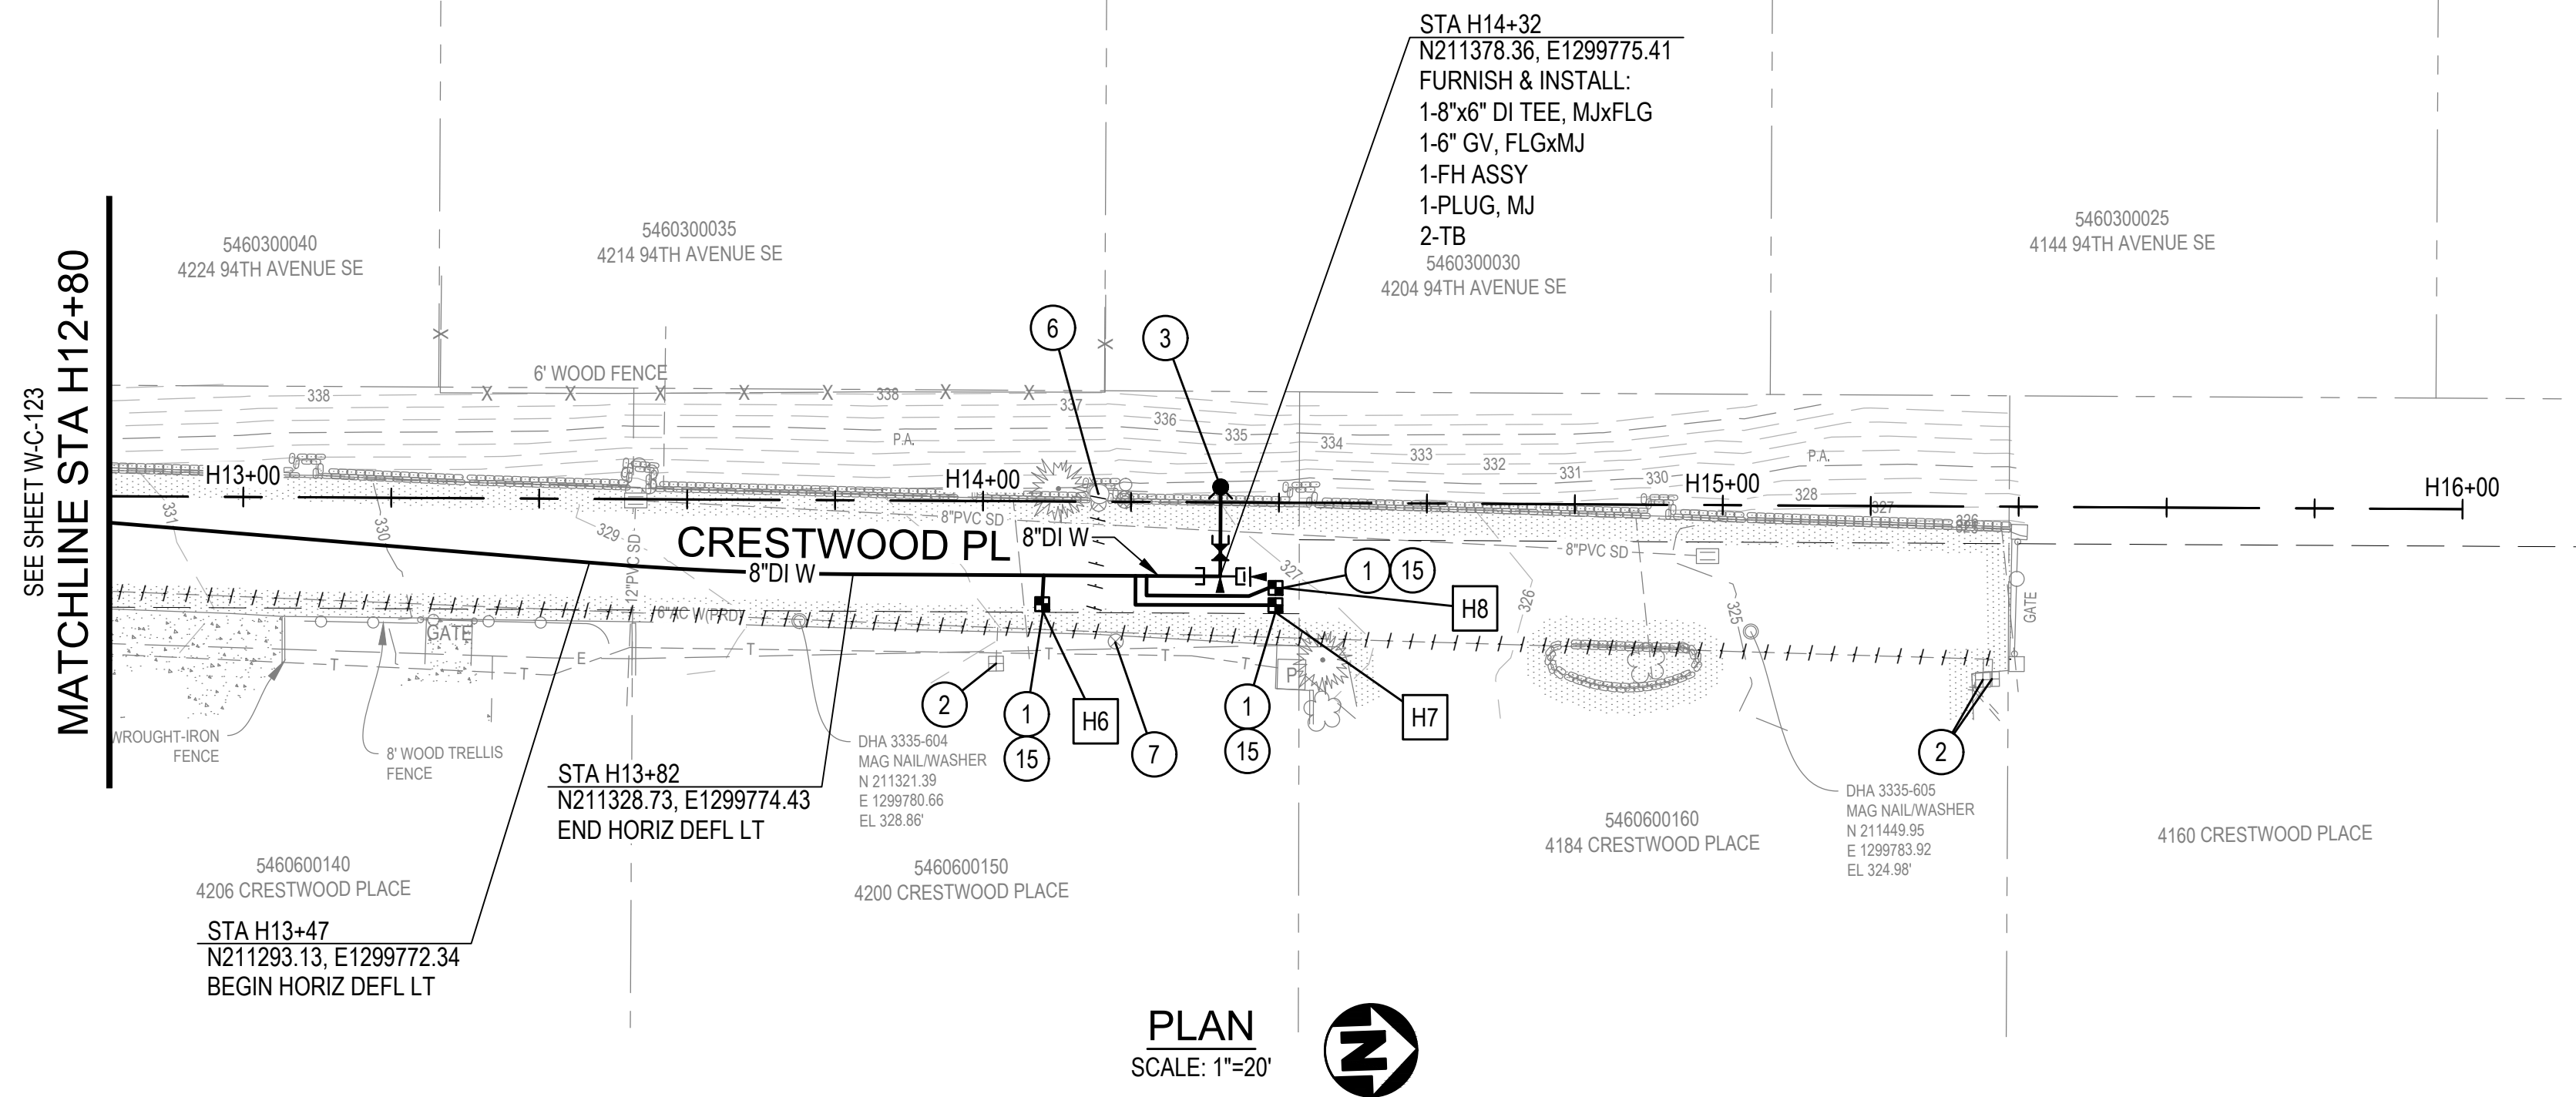 STA H14+32
N211378.36, E1299775.41
FURNISH & INSTALL:
1-8"x6" DI TEE, MJxFLG
1-6" GV, FLGxMJ
1-FH ASSY
1-PLUG, MJ
2-TB
5460300030
4204 94TH AVENUE SE
5460300040
4224 94TH AVENUE SE
5460300035
4214 94TH AVENUE SE
5460300025
4144 94TH AVENUE SE
SEE SHEET W-C-123
MATCHLINE STA H12+80
6
3
6' WOOD FENCE
338
338
337
336
335
334
333
332
331
330
328
327
326
P.A.
P.A.
H13+00
H14+00
H15+00
H16+00
331
330
329
8"PVC SD
12"PVC SD
CRESTWOOD PL
8"DI W
8"DI W
8"PVC SD
327
326
325
1
15
H8
6"AC W(PRD)
GATE
GATE
T
T
E
T
T
T
T
P
2
1
15
H6
7
1
15
H7
2
WROUGHT-IRON
FENCE
8' WOOD TRELLIS
FENCE
STA H13+82
N211328.73, E1299774.43
END HORIZ DEFL LT
DHA 3335-604
MAG NAIL/WASHER
N 211321.39
E 1299780.66
EL 328.86'
DHA 3335-605
MAG NAIL/WASHER
N 211449.95
E 1299783.92
EL 324.98'
5460600140
4206 CRESTWOOD PLACE
5460600150
4200 CRESTWOOD PLACE
5460600160
4184 CRESTWOOD PLACE
4160 CRESTWOOD PLACE
STA H13+47
N211293.13, E1299772.34
BEGIN HORIZ DEFL LT
PLAN
SCALE: 1"=20'
N